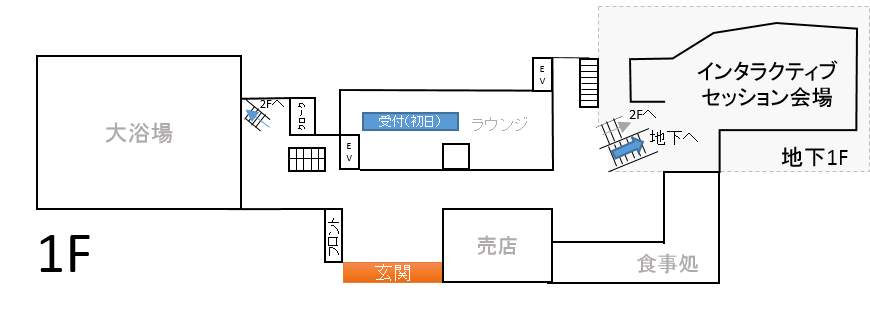 インタラクティブ
セッション会場
地下1F
2Fへ
地下へ
EV
2Fへ
クローク
受付(初日)
ラウンジ
大浴場
EV
1F
フロント
玄関
売店
食事処